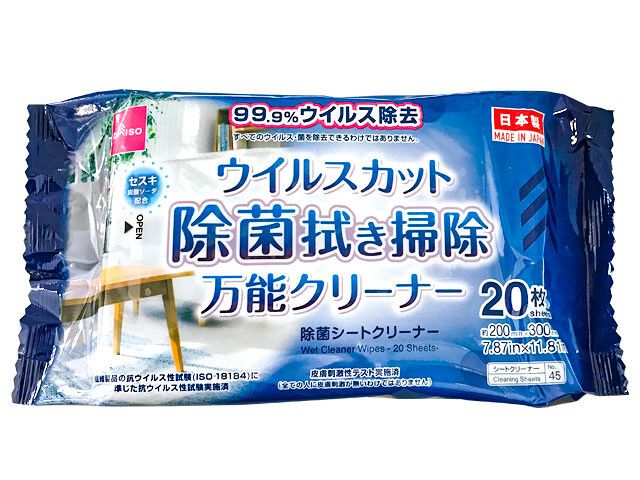 DAISO
99.9%ウイルス除去
すべてのウイルス・菌を除去できるわけではありません。
日本製
MADE IN JAPAN
セスキ
炭酸ソーダ
配合
OPEN
ウイルスカット
除菌拭き掃除
万能クリーナー
20枚
sheets
除菌シートクリーナー
Wet Cleaner Wipes - 20 Sheets-
約200mm×300mm
7.87in×11.81in
繊維製品の抗ウイルス性試験(ISO 18184)に
準じた抗ウイルス性試験実施済
皮膚刺激性テスト実施済
(全ての人に皮膚刺激が無いわけではありません)
シートクリーナー
Cleaning Sheets
No.
45